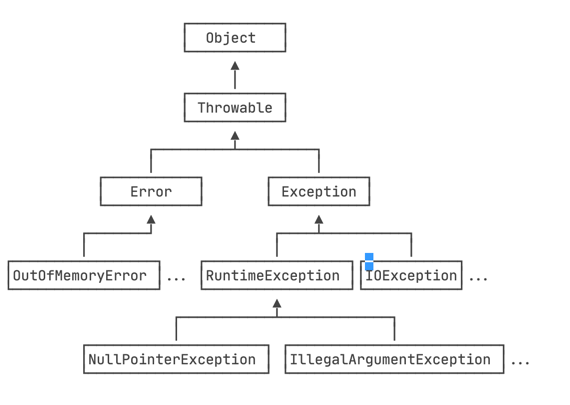 Object
Throwable
Error Exception
OutOfMemoryError ... RuntimeException IOException ...
NullPointerException IllegalArgumentException ...